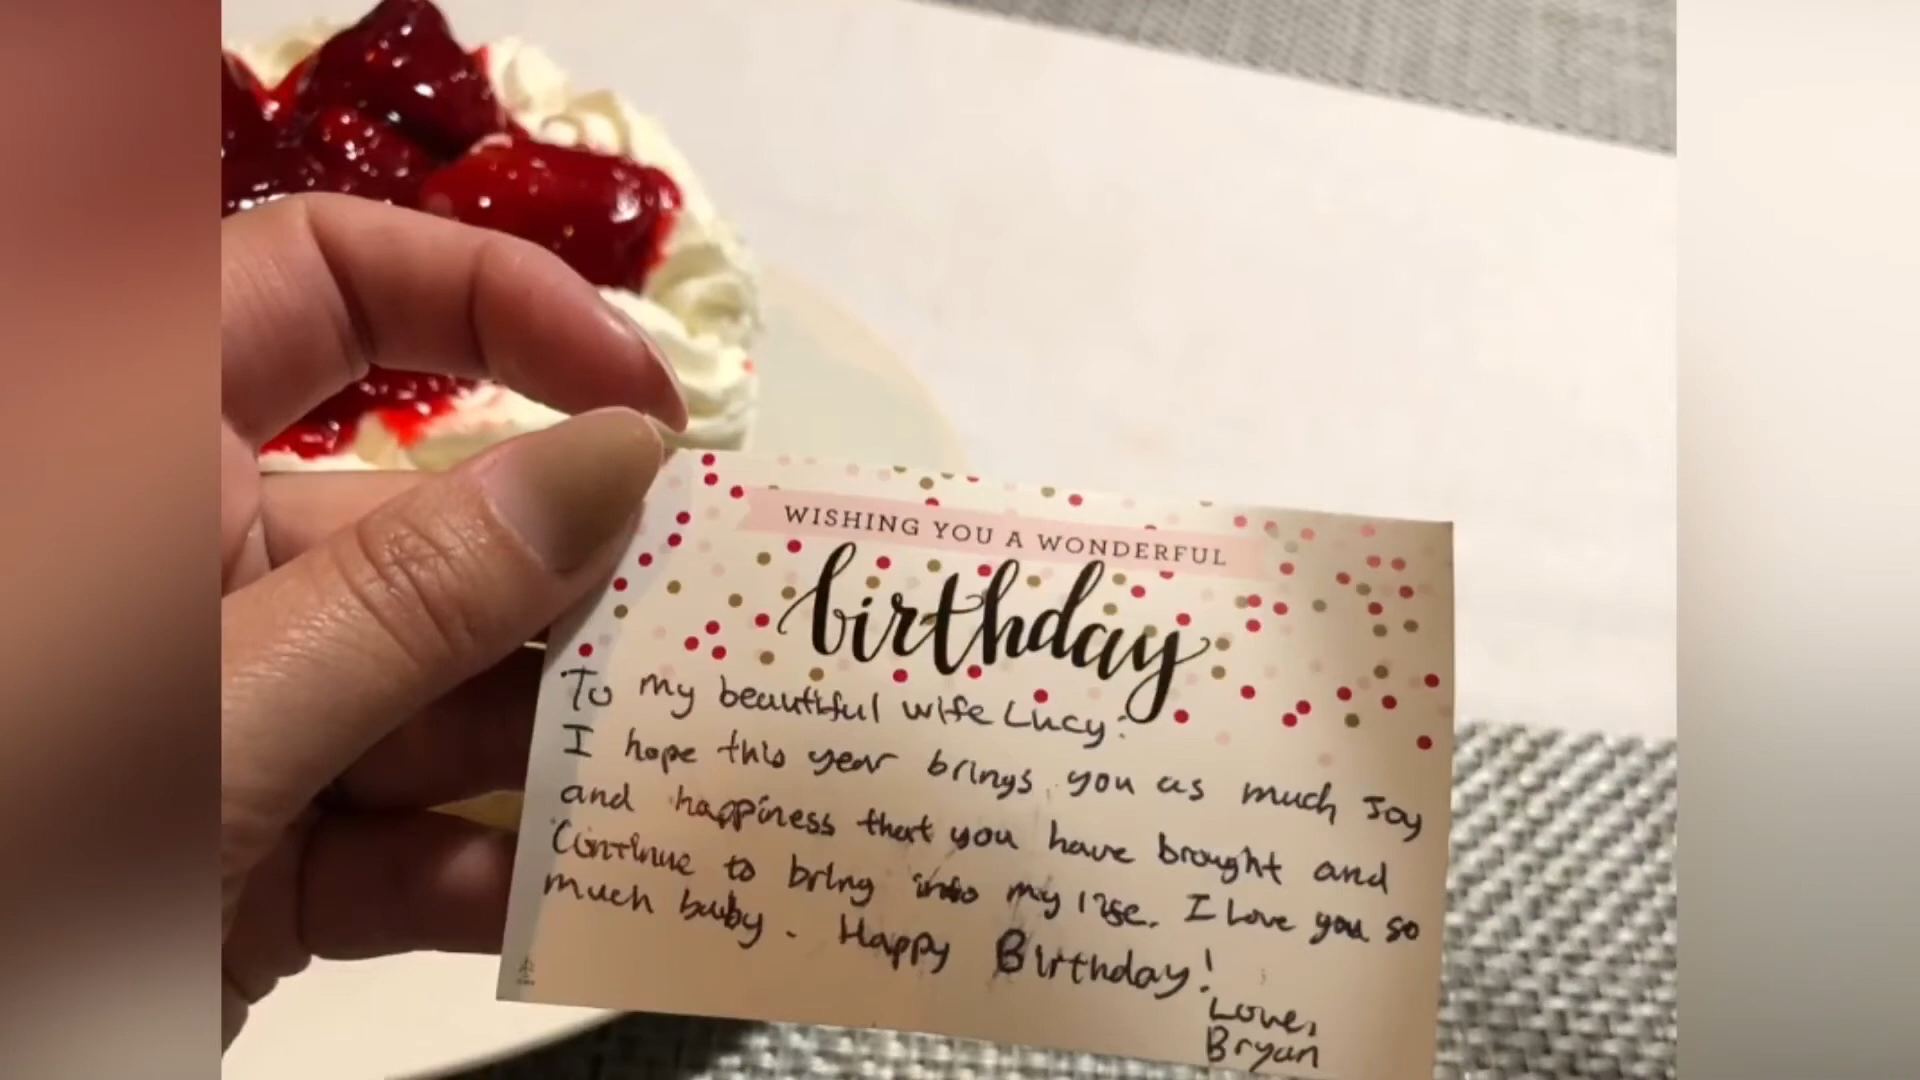 WISHING YOU A WONDERFUL
birthday
To my beautiful wife Lucy:
I hope this year brings you as much Joy
and happiness that you have brought and
Continue to bring into my life. I Love you so
much baby. Happy Birthday!
Love,
Bryan